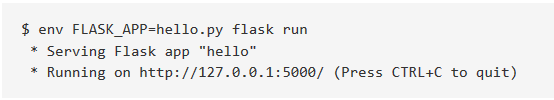 $ env FLASK_APP=hello.py flask run
* Serving Flask app "hello"
* Running on http://127.0.0.1:5000/ (Press CTRL+C to quit)